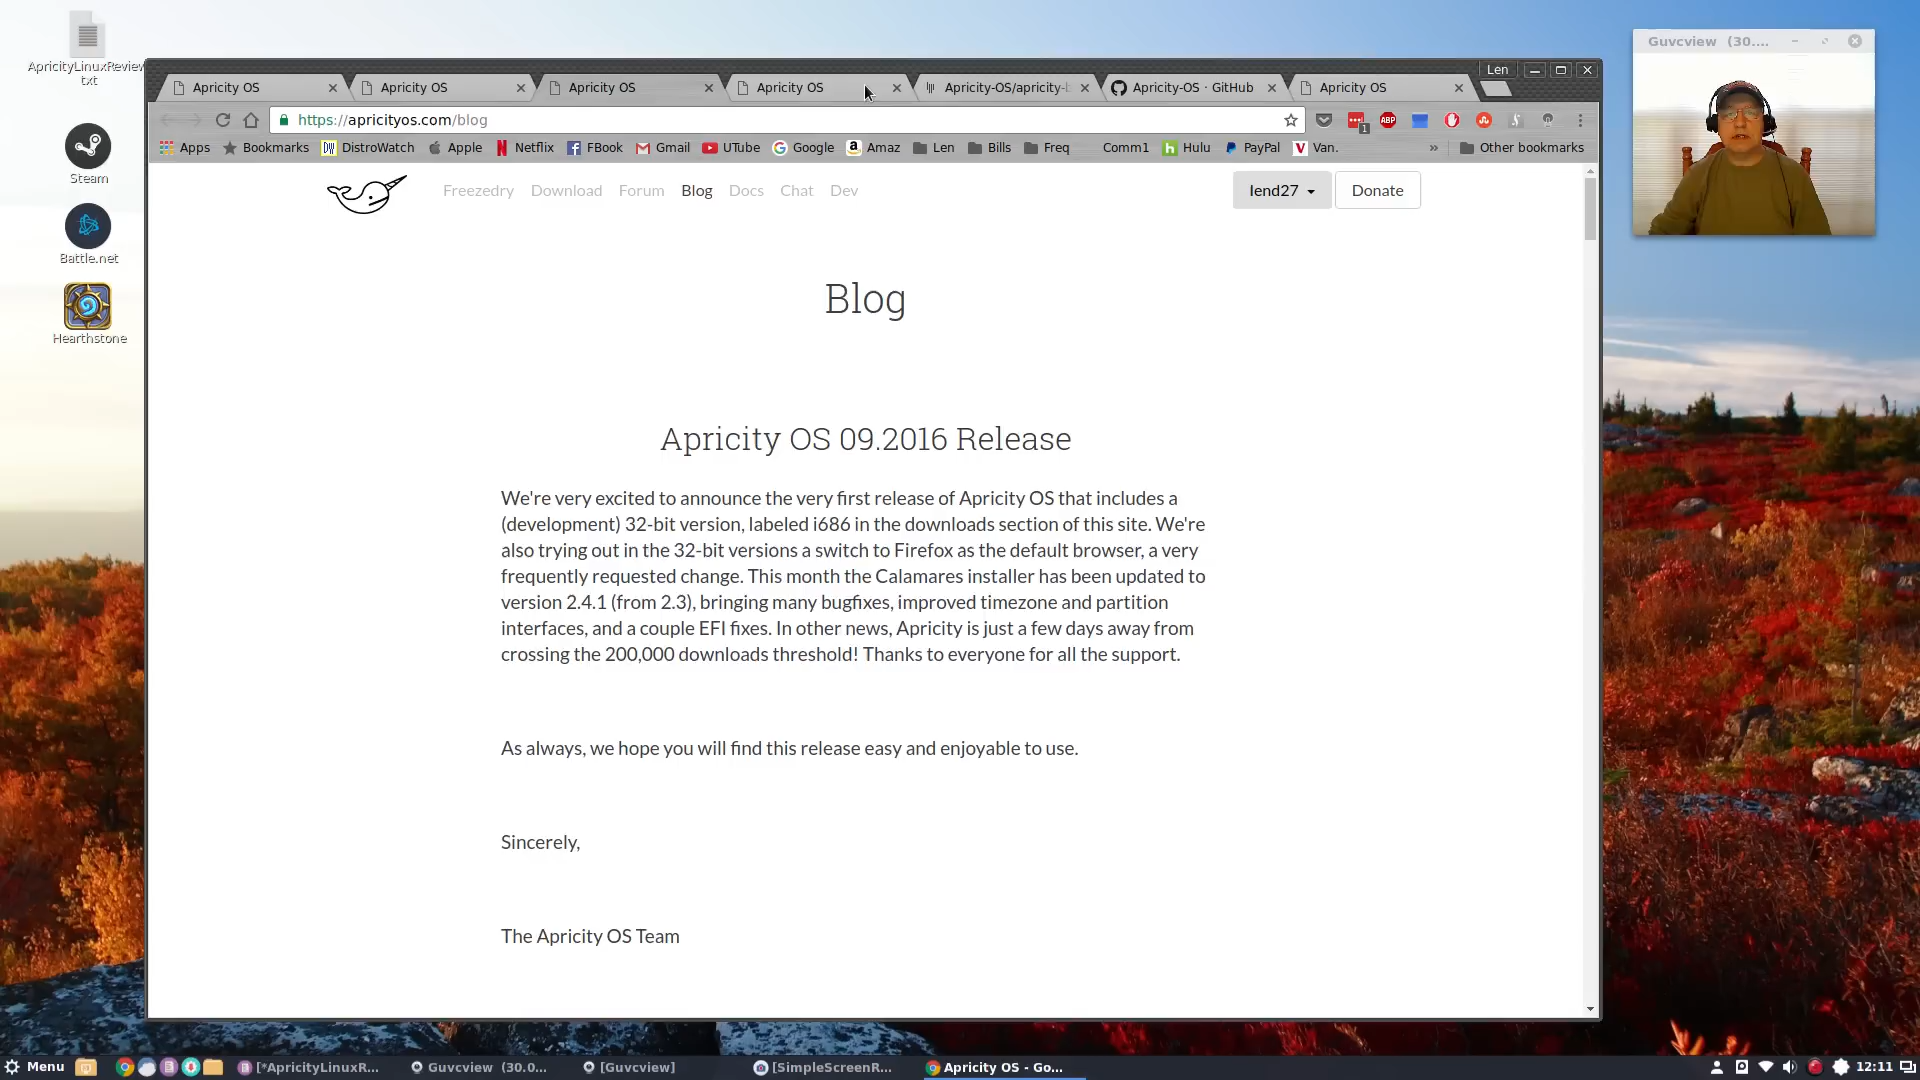 ApricityLinuxReview
txt
Steam
Battle.net
Hearthstone
Guvcview (30....
Len
Apricity OS
Apricity OS
Apricity OS
Apricity OS
Apricity-OS/apricity-
Apricity-OS · GitHub
Apricity OS
https://apricityos.com/blog
1
ABP
Apps
Bookmarks
DW
DistroWatch
Apple
Netflix
FBook
Gmail
UTube
Google
Amaz
Len
Bills
Freq
Comm1
Hulu
PayPal
Van.
»
Other bookmarks
Freezedry
Download
Forum
Blog
Docs
Chat
Dev
lend27
Donate
Blog
Apricity OS 09.2016 Release
We're very excited to announce the very first release of Apricity OS that includes a
(development) 32-bit version, labeled i686 in the downloads section of this site. We're
also trying out in the 32-bit versions a switch to Firefox as the default browser, a very
frequently requested change. This month the Calamares installer has been updated to
version 2.4.1 (from 2.3), bringing many bugfixes, improved timezone and partition
interfaces, and a couple EFI fixes. In other news, Apricity is just a few days away from
crossing the 200,000 downloads threshold! Thanks to everyone for all the support.
As always, we hope you will find this release easy and enjoyable to use.
Sincerely,
The Apricity OS Team
Menu
[*ApricityLinuxR...
Guvcview (30.0...
[Guvcview]
[SimpleScreenR...
Apricity OS - Go...
12:11